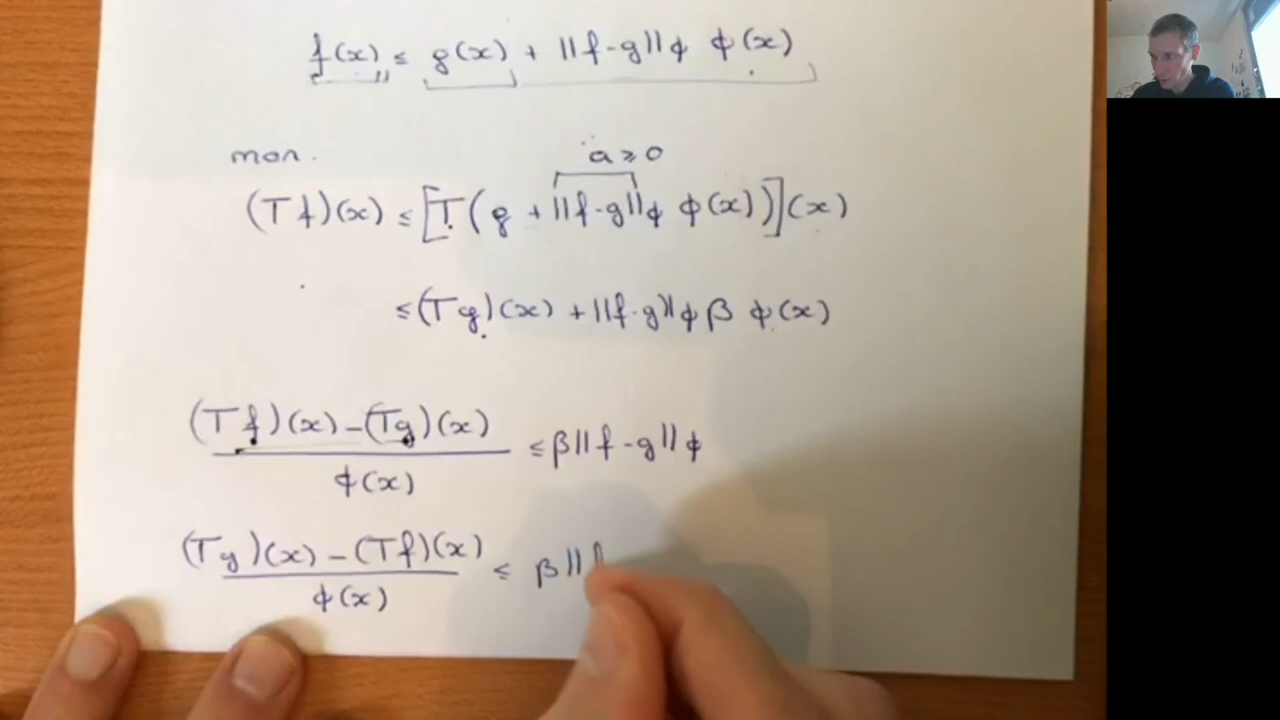 f(x) ≤ g(x) + ||f-g||φ φ(x)
mon.
a ≥ 0
(Tf)(x) ≤ [T(g + ||f-g||φ φ(x))](x)
≤ (Tg)(x) + ||f-g||φ β φ(x)
(Tf)(x) - (Tg)(x)
φ(x)
≤ β||f-g||φ
(Tg)(x) - (Tf)(x)
φ(x)
≤ β||f